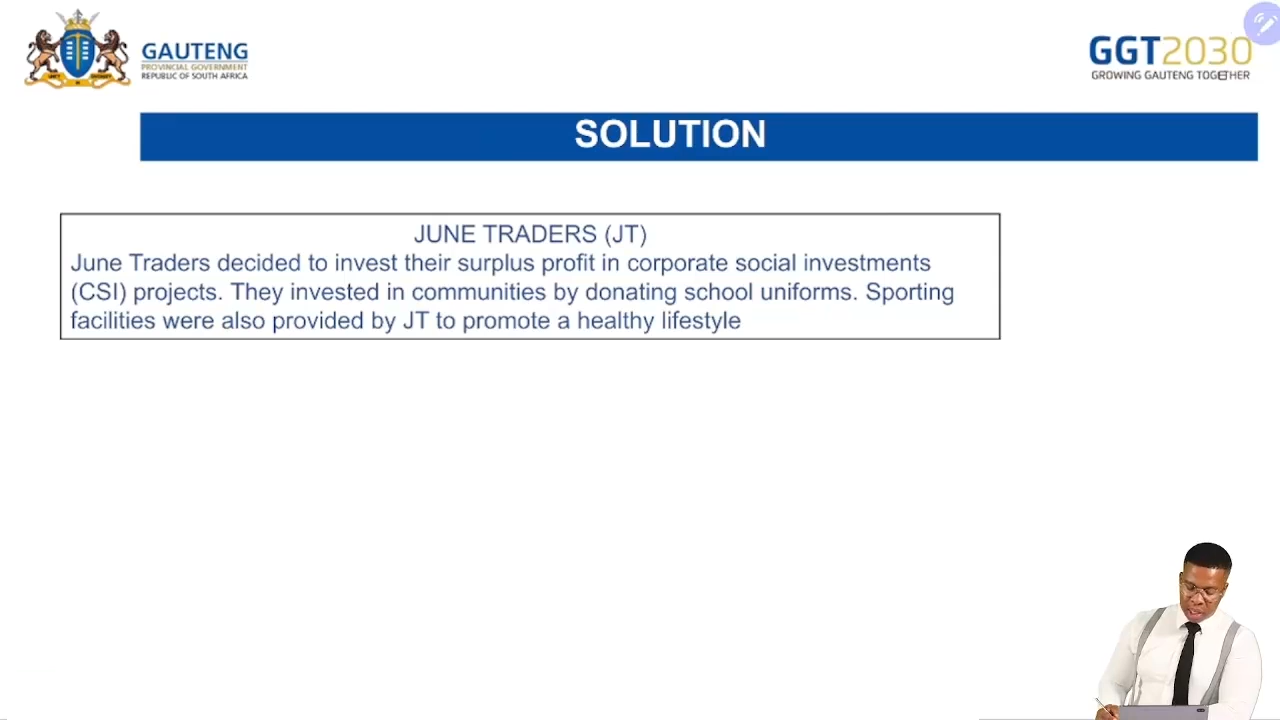 GAUTENG
PROVINCIAL GOVERNMENT
REPUBLIC OF SOUTH AFRICA
GGT2030
GROWING GAUTENG TOGETHER
SOLUTION
JUNE TRADERS (JT)
June Traders decided to invest their surplus profit in corporate social investments
(CSI) projects. They invested in communities by donating school uniforms. Sporting
facilities were also provided by JT to promote a healthy lifestyle